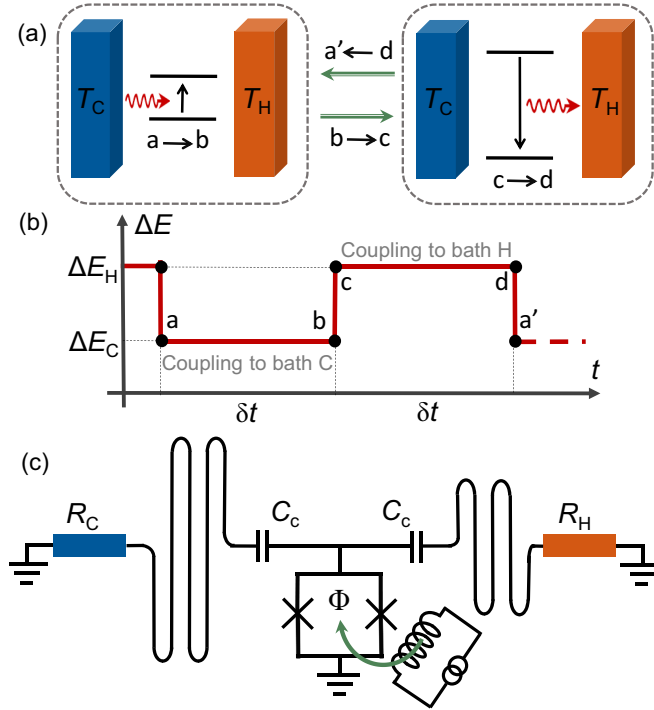 (a)
T_C
a→b
T_H
a′←d
b→c
T_C
c→d
T_H
(b)
ΔE
ΔE_H
Coupling to bath H
c
d
ΔE_C
a
b
a′
Coupling to bath C
t
δt
δt
(c)
R_C
C_c
C_c
R_H
Φ